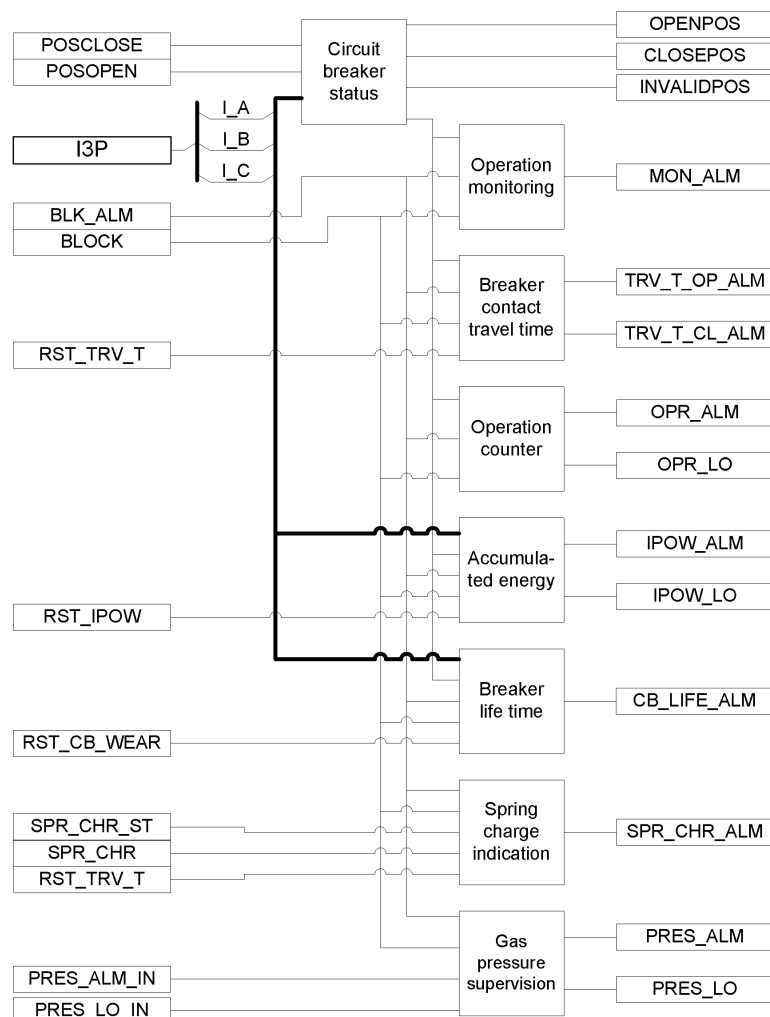 POSCLOSE
POSOPEN
I3P
I_A
I_B
I_C
BLK_ALM
BLOCK
RST_TRV_T
RST_IPOW
RST_CB_WEAR
SPR_CHR_ST
SPR_CHR
RST_TRV_T
PRES_ALM_IN
PRES_LO_IN
Circuit
breaker
status
Operation
monitoring
Breaker
contact
travel time
Operation
counter
Accumula-
ted energy
Breaker
life time
Spring
charge
indication
Gas
pressure
supervision
OPENPOS
CLOSEPOS
INVALIDPOS
MON_ALM
TRV_T_OP_ALM
TRV_T_CL_ALM
OPR_ALM
OPR_LO
IPOW_ALM
IPOW_LO
CB_LIFE_ALM
SPR_CHR_ALM
PRES_ALM
PRES_LO